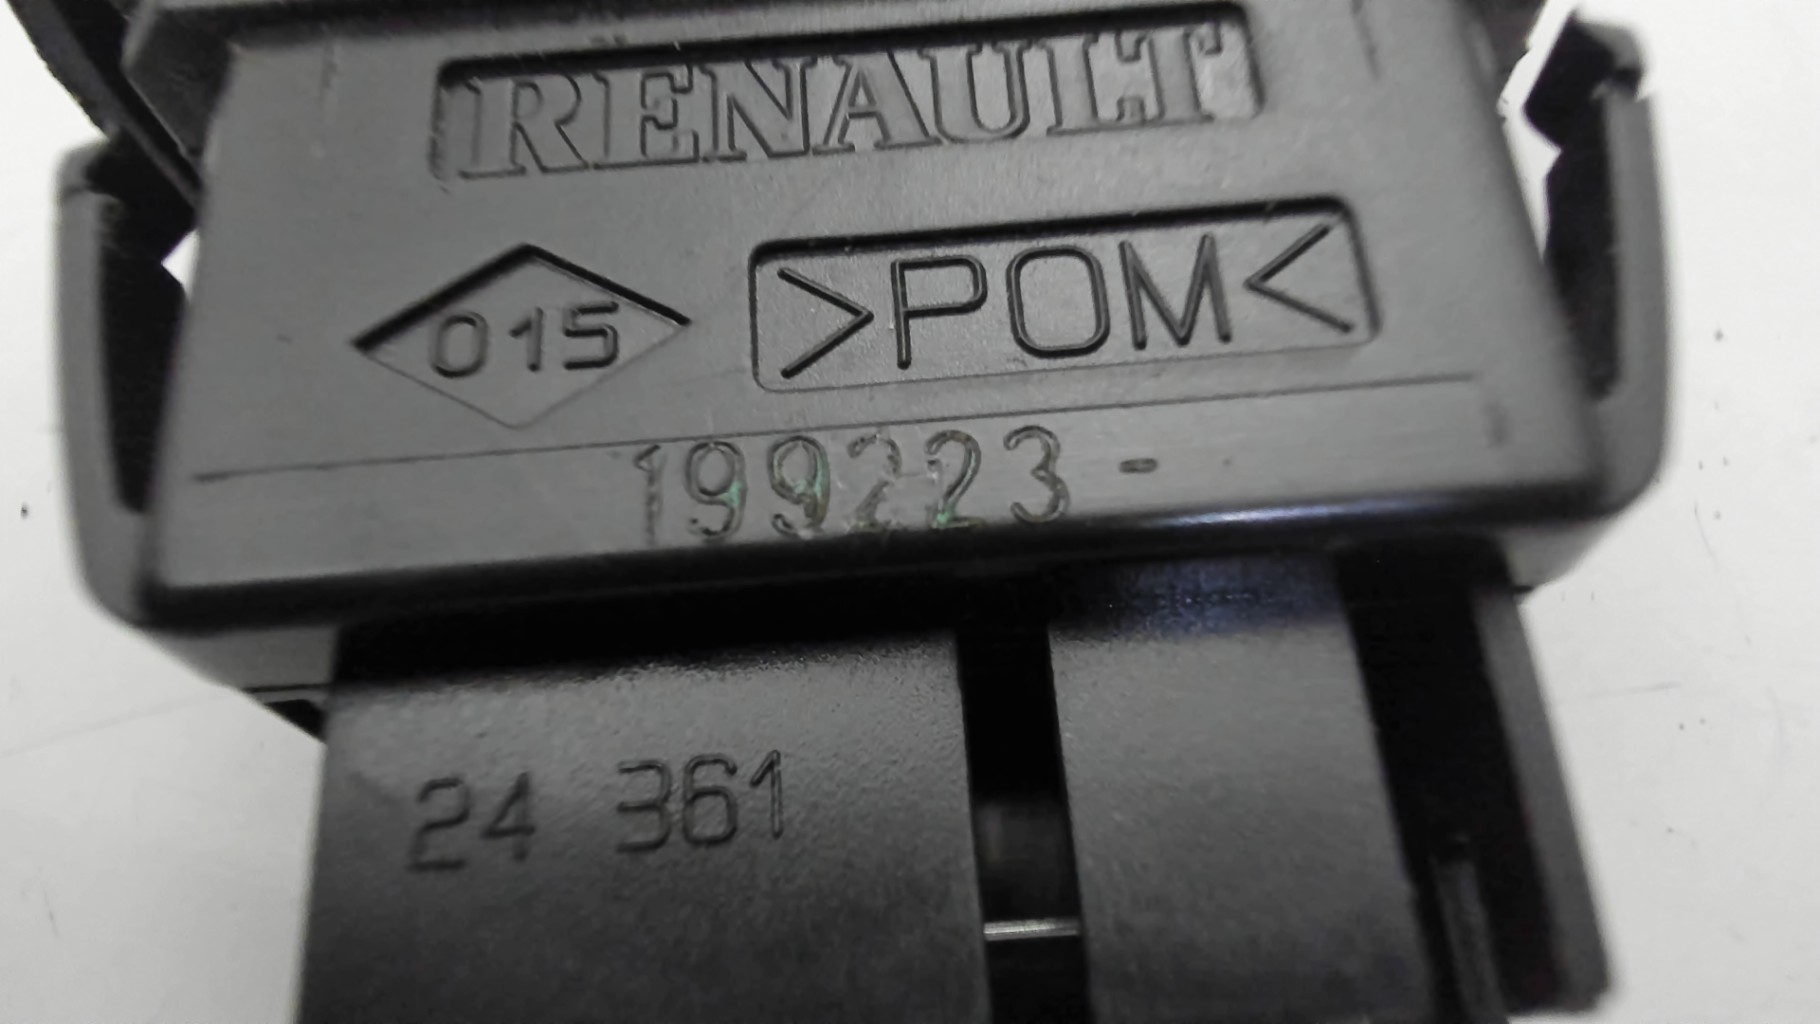 RENAULT
015 >POM<
199223-
24 361